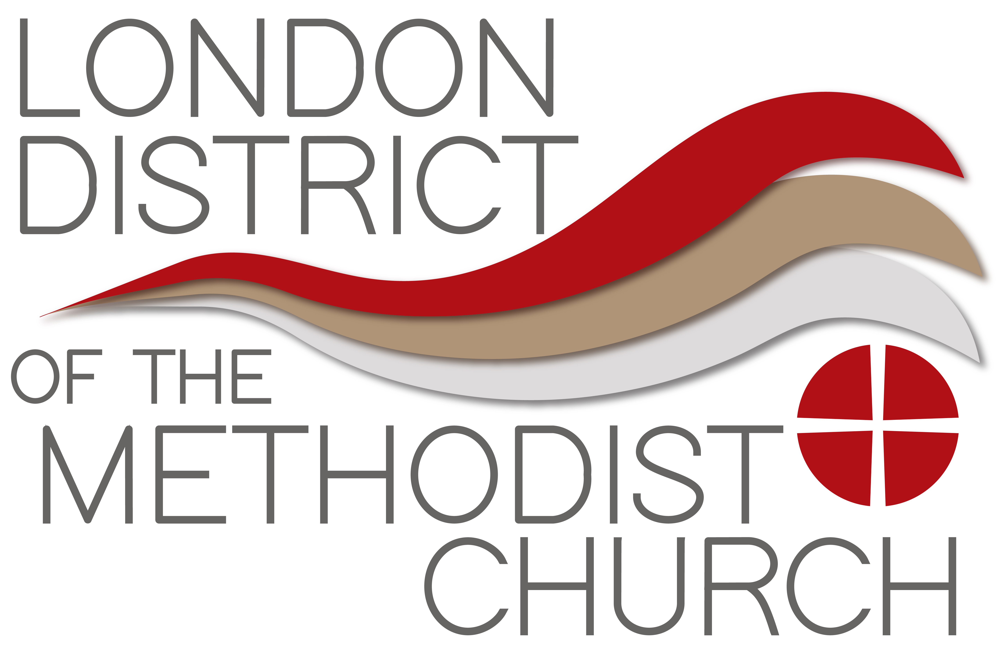 LONDON
DISTRICT
OF THE
METHODIST
CHURCH